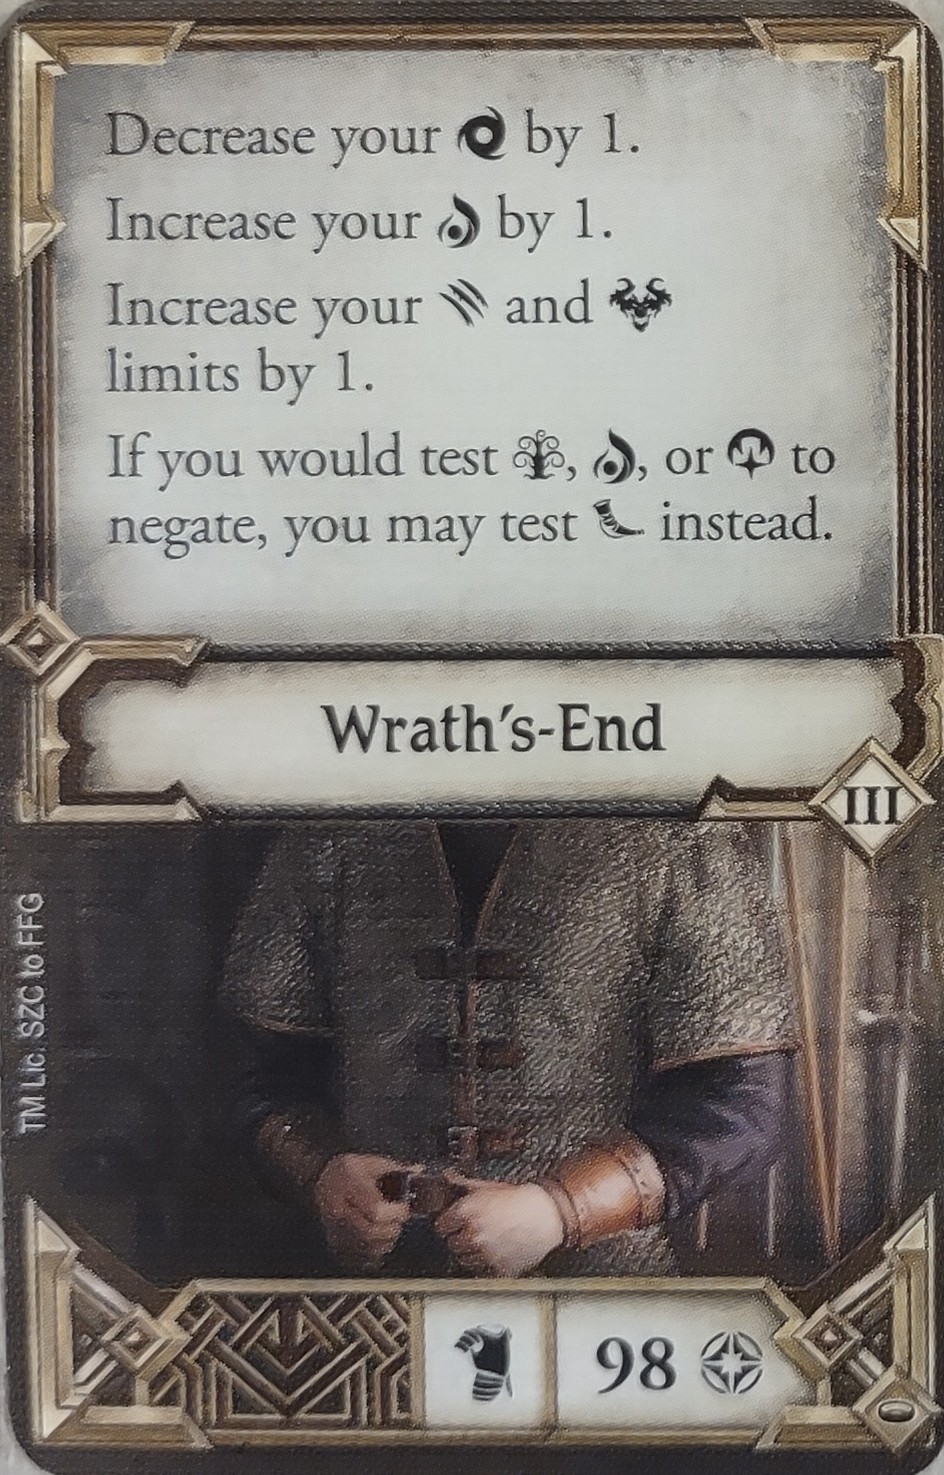 Decrease your by 1.
Increase your by 1.
Increase your and
limits by 1.
If you would test , , or to
negate, you may test instead.
Wrath's-End
III
TM Lic. SZC to FFG
98